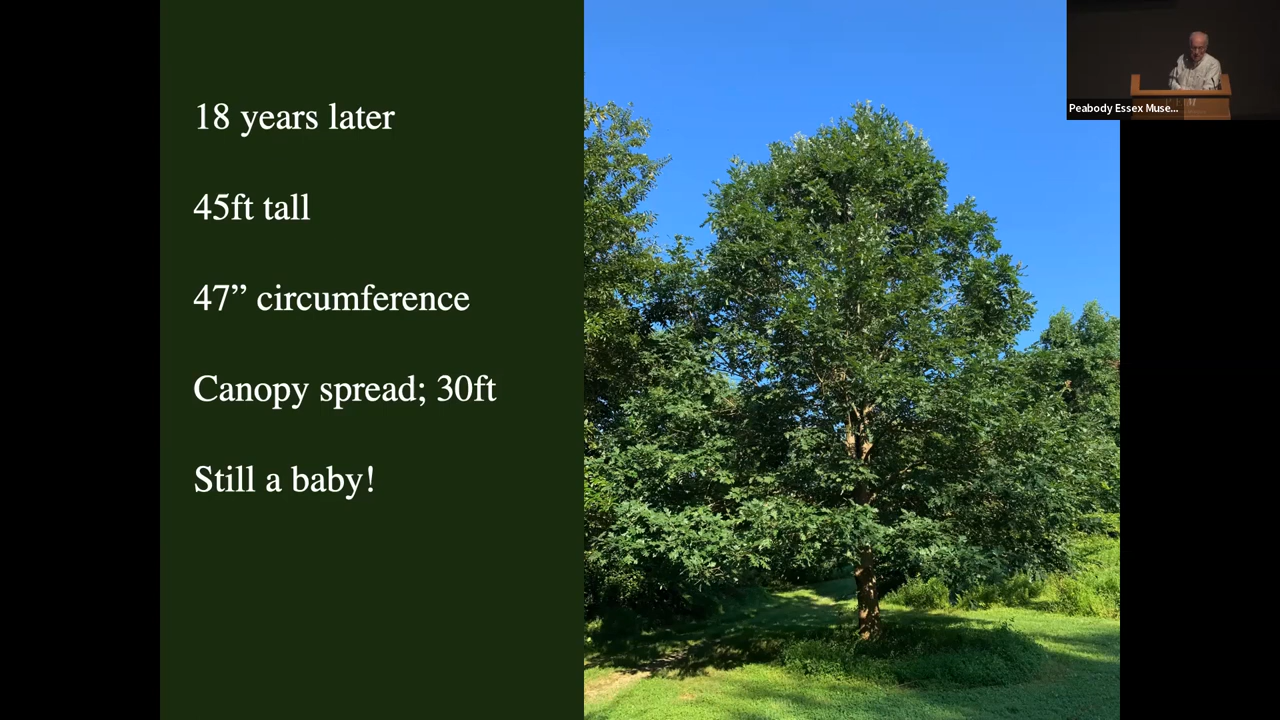 18 years later
45ft tall
47” circumference
Canopy spread; 30ft
Still a baby!
Peabody Essex Muse...